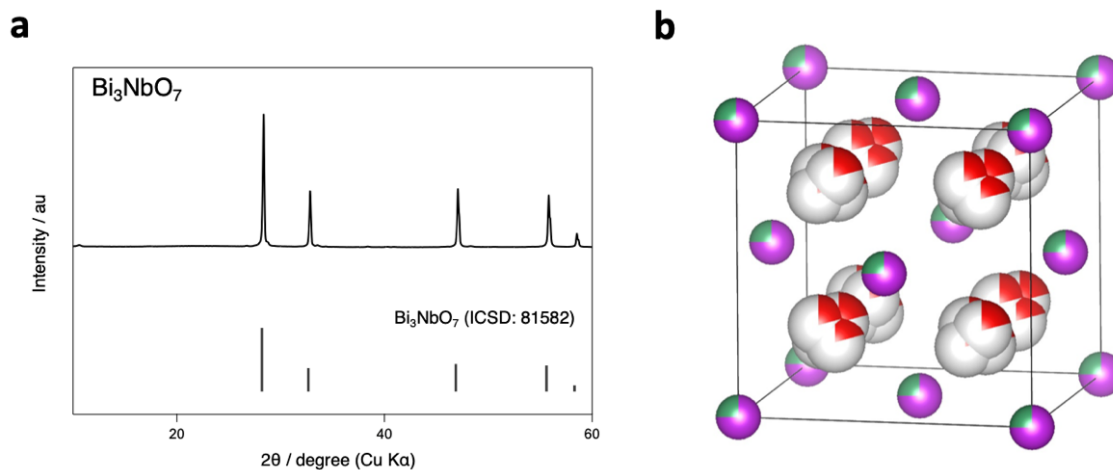 a
Bi₃NbO₇
Intensity / au
Bi₃NbO₇ (ICSD: 81582)
20
40
60
2θ / degree (Cu Kα)
b